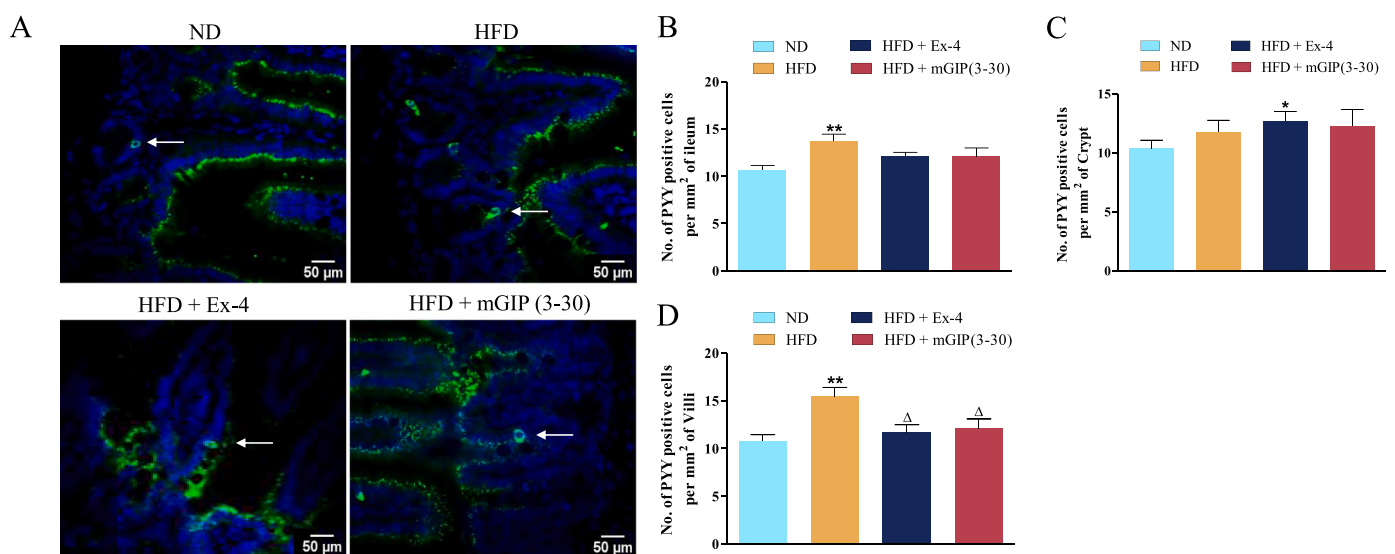 A
ND
HFD
50 µm
50 µm
HFD + Ex-4
HFD + mGIP (3-30)
50 µm
50 µm
B
ND
HFD + Ex-4
HFD
HFD + mGIP(3-30)
No. of PYY positive cells
per mm² of ileum
20
15
10
5
0
**
C
ND
HFD + Ex-4
HFD
HFD + mGIP(3-30)
No. of PYY positive cells
per mm² of Crypt
15
10
5
0
*
D
ND
HFD + Ex-4
HFD
HFD + mGIP(3-30)
No. of PYY positive cells
per mm² of Villi
20
15
10
5
0
**
Δ
Δ